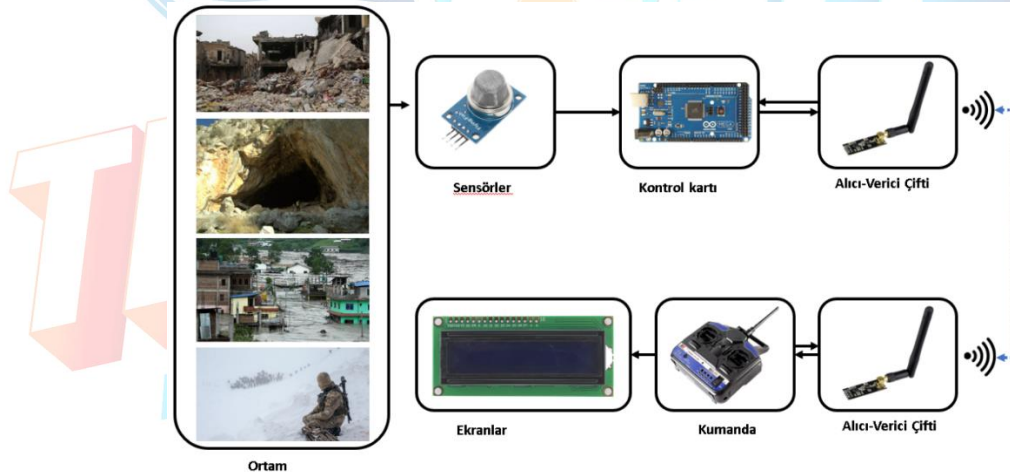 Sensörler
Kontrol kartı
Alıcı-Verici Çifti
Ekranlar
Kumanda
Alıcı-Verici Çifti
Ortam